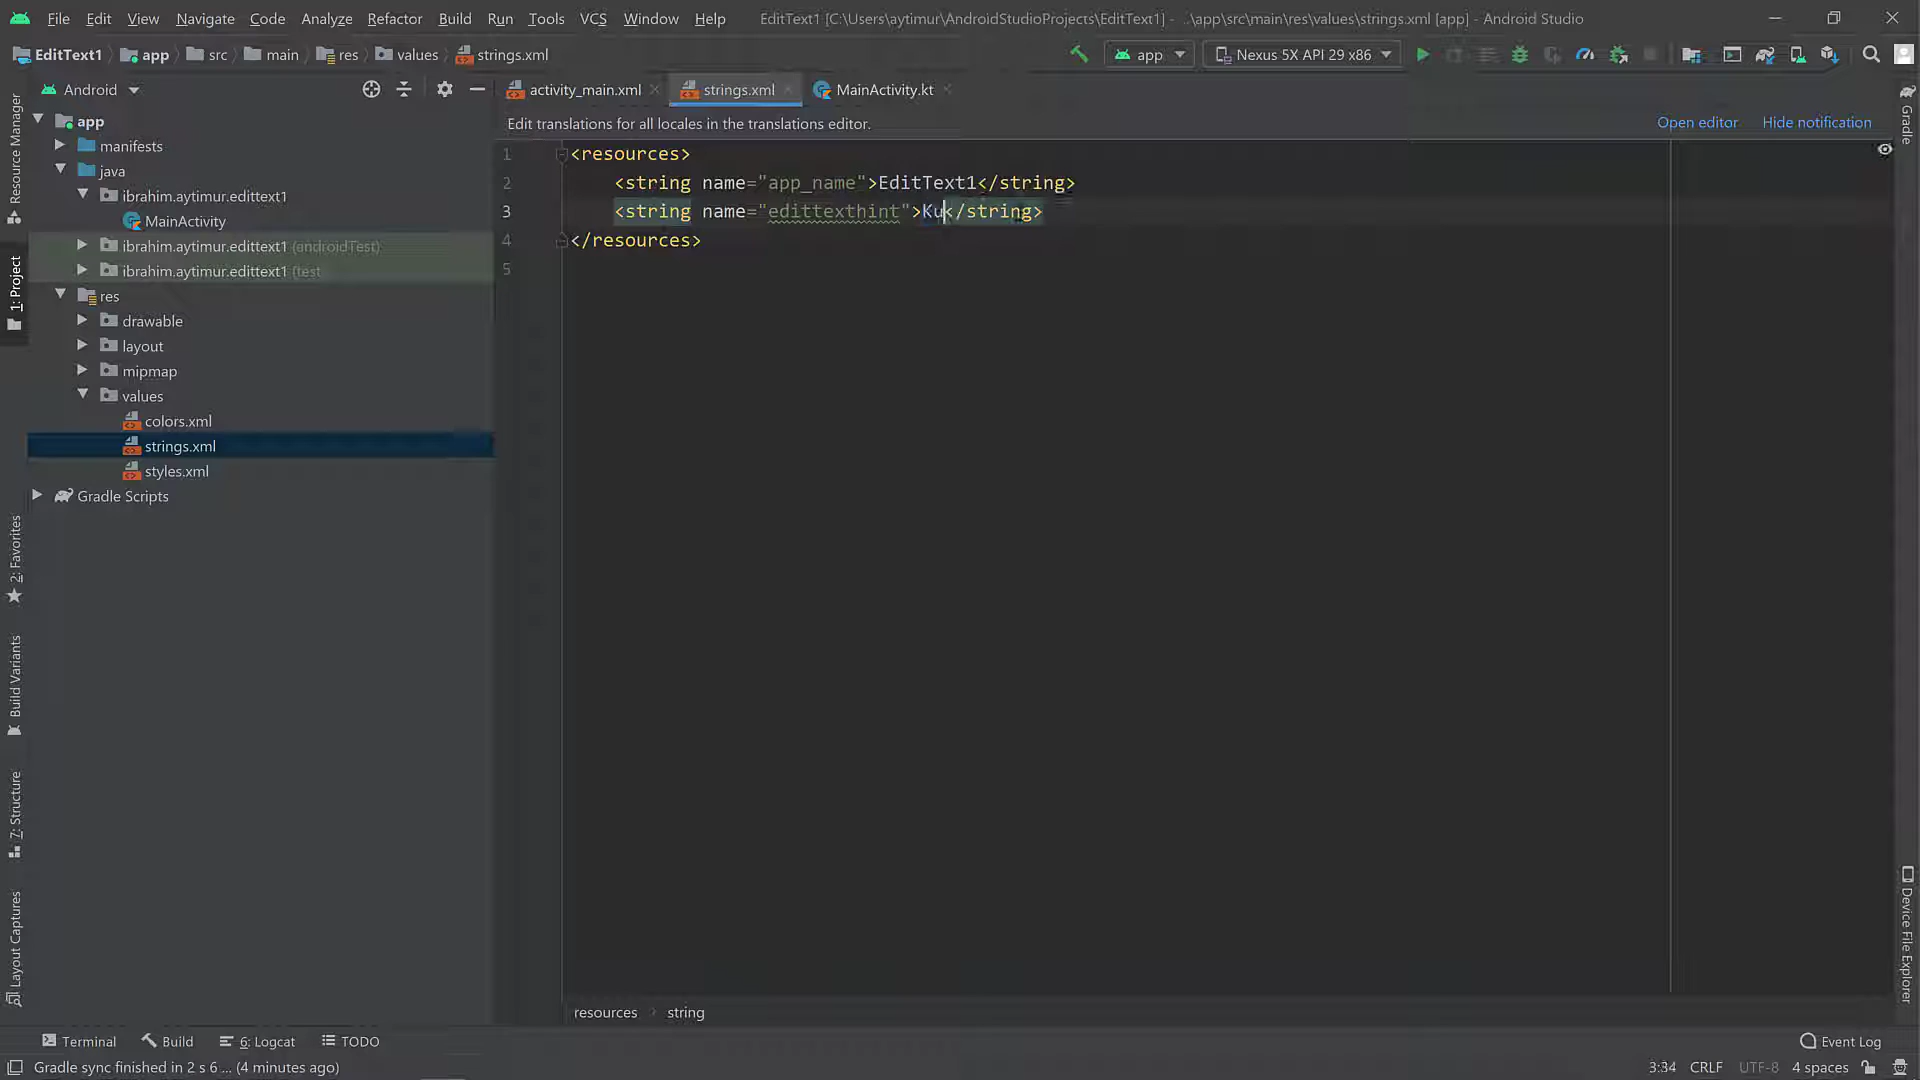 File Edit View Navigate Code Analyze Refactor Build Run Tools VCS Window Help EditText1 [C:\Users\aytimur\AndroidStudioProjects\EditText1] - ...\app\src\main\res\values\strings.xml [app] - Android Studio
EditText1 app src main res values strings.xml app Nexus 5X API 29 x86
Android activity_main.xml strings.xml MainActivity.kt
Edit translations for all locales in the translations editor. Open editor Hide notification
app
manifests
java
ibrahim.aytimur.edittext1
MainActivity
ibrahim.aytimur.edittext1 (androidTest)
ibrahim.aytimur.edittext1 (test
res
drawable
layout
mipmap
values
colors.xml
strings.xml
styles.xml
Gradle Scripts
1 <resources>
2 <string name="app_name">EditText1</string>
3 <string name="edittexthint">Ku</string>
4 </resources>
5
Resource Manager
1: Project
2: Favorites
Build Variants
7: Structure
Layout Captures
Gradle
Device File Explorer
resources string
Terminal Build 6: Logcat TODO Event Log
Gradle sync finished in 2 s 6 ... (4 minutes ago) 3:34 CRLF UTF-8 4 spaces